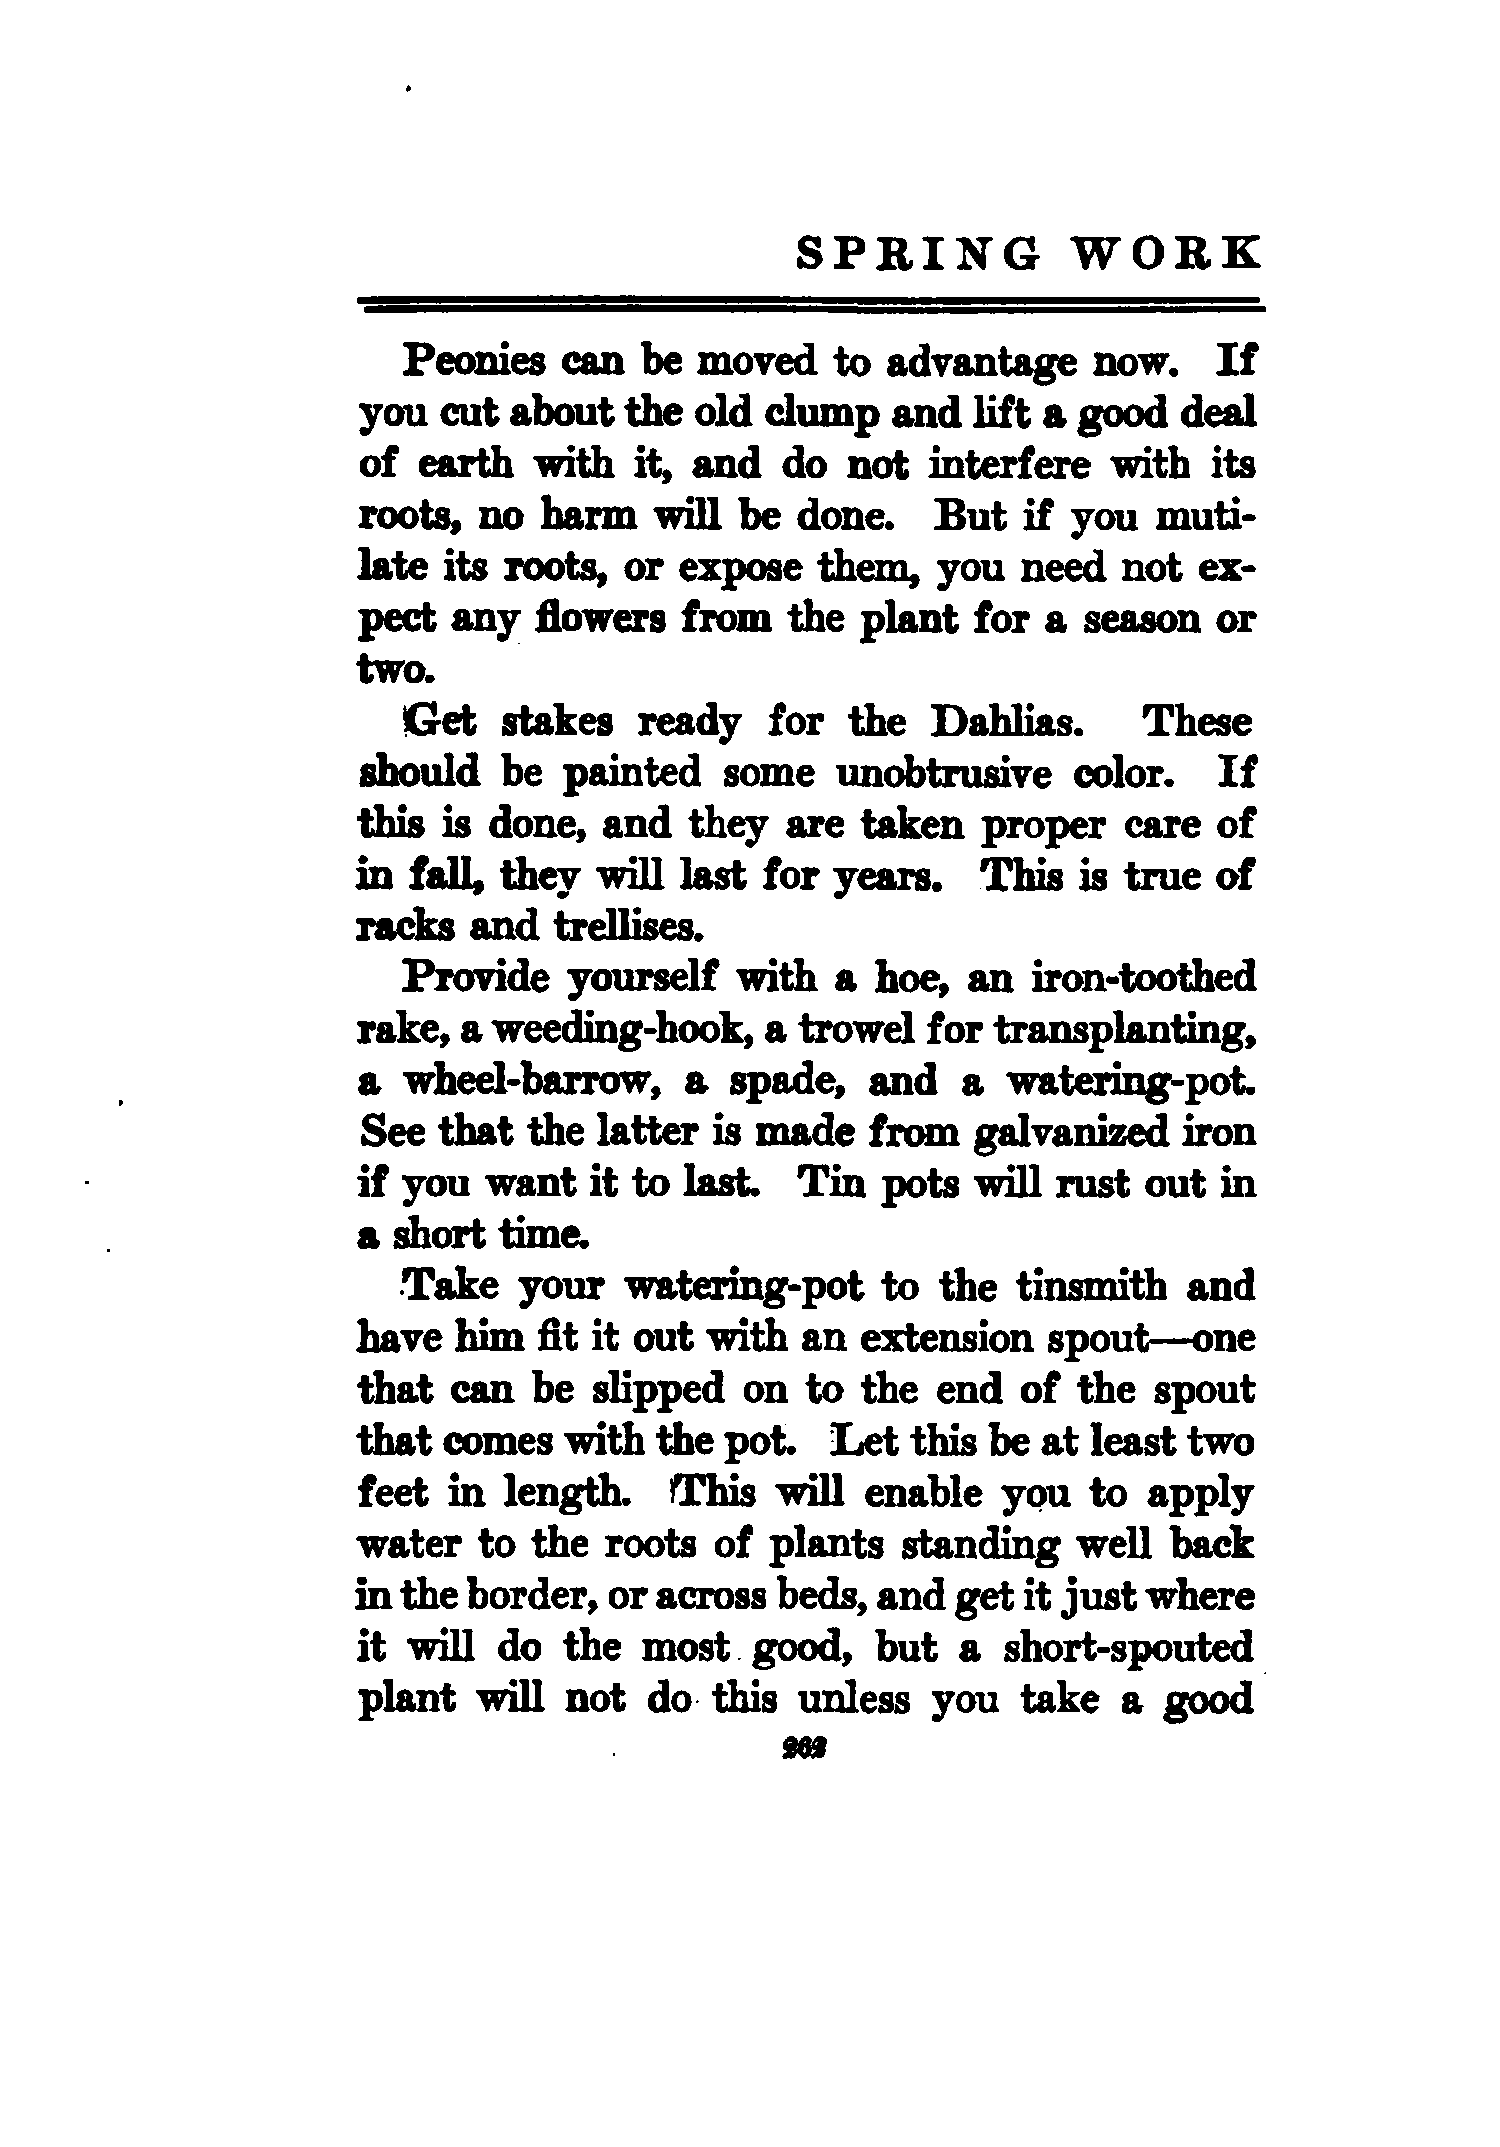 SPRING WORK
Peonies can be moved to advantage now. If
you cut about the old clump and lift a good deal
of earth with it, and do not interfere with its
roots, no harm will be done. But if you muti-
late its roots, or expose them, you need not ex-
pect any flowers from the plant for a season or
two.
Get stakes ready for the Dahlias. These
should be painted some unobtrusive color. If
this is done, and they are taken proper care of
in fall, they will last for years. This is true of
racks and trellises.
Provide yourself with a hoe, an iron-toothed
rake, a weeding-hook, a trowel for transplanting,
a wheel-barrow, a spade, and a watering-pot.
See that the latter is made from galvanized iron
if you want it to last. Tin pots will rust out in
a short time.
Take your watering-pot to the tinsmith and
have him fit it out with an extension spout—one
that can be slipped on to the end of the spout
that comes with the pot. Let this be at least two
feet in length. This will enable you to apply
water to the roots of plants standing well back
in the border, or across beds, and get it just where
it will do the most good, but a short-spouted
plant will not do this unless you take a good
262